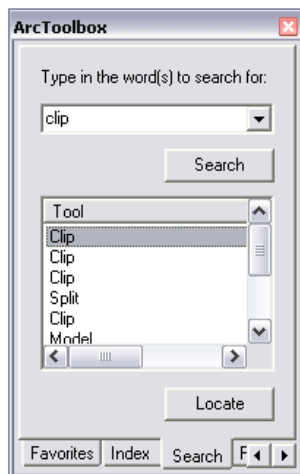 ArcToolbox
Type in the word(s) to search for:
clip
Search
Tool
Clip
Clip
Clip
Split
Clip
Model
Locate
Favorites Index Search